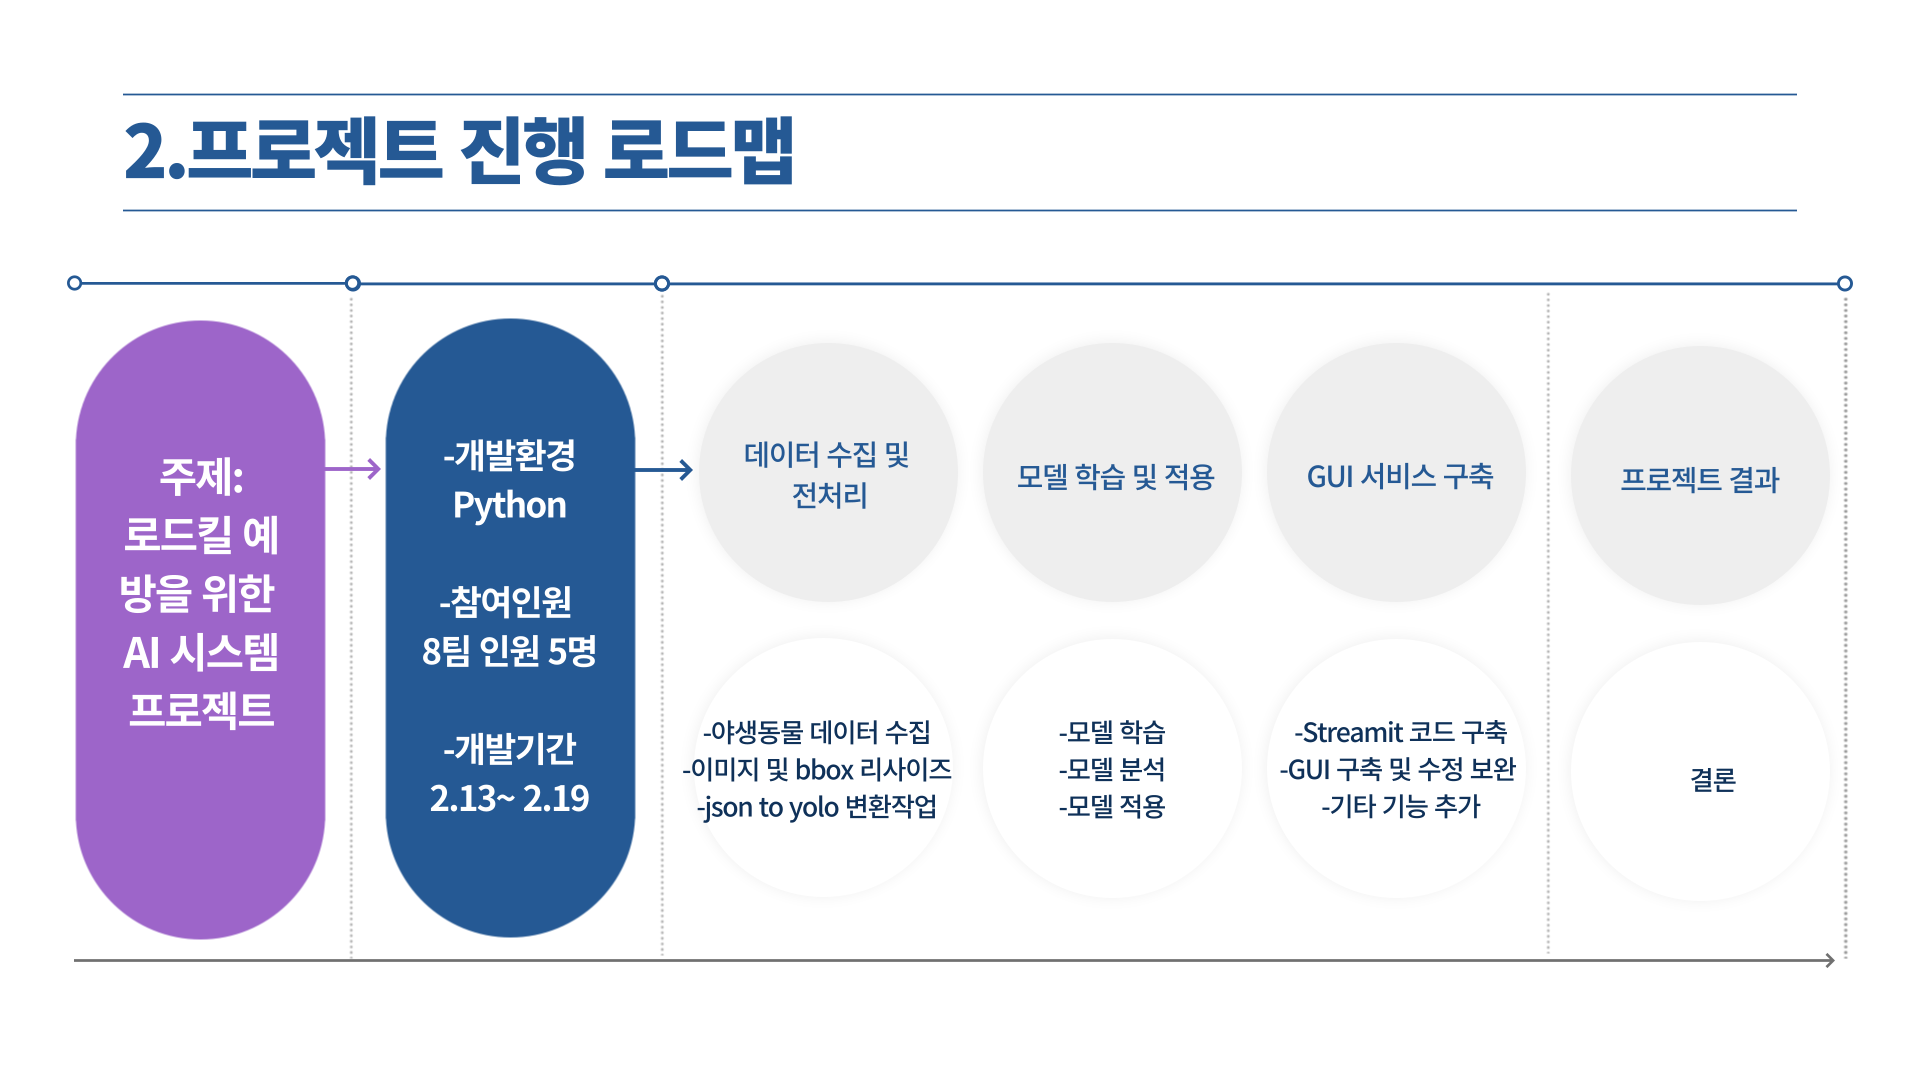 2.프로젝트 진행 로드맵
주제:
로드킬 예
방을 위한
AI 시스템
프로젝트
-개발환경
Python
-참여인원
8팀 인원 5명
-개발기간
2.13~ 2.19
데이터 수집 및
전처리
모델 학습 및 적용
GUI 서비스 구축
프로젝트 결과
-야생동물 데이터 수집
-이미지 및 bbox 리사이즈
-json to yolo 변환작업
-모델 학습
-모델 분석
-모델 적용
-Streamit 코드 구축
-GUI 구축 및 수정 보완
-기타 기능 추가
결론